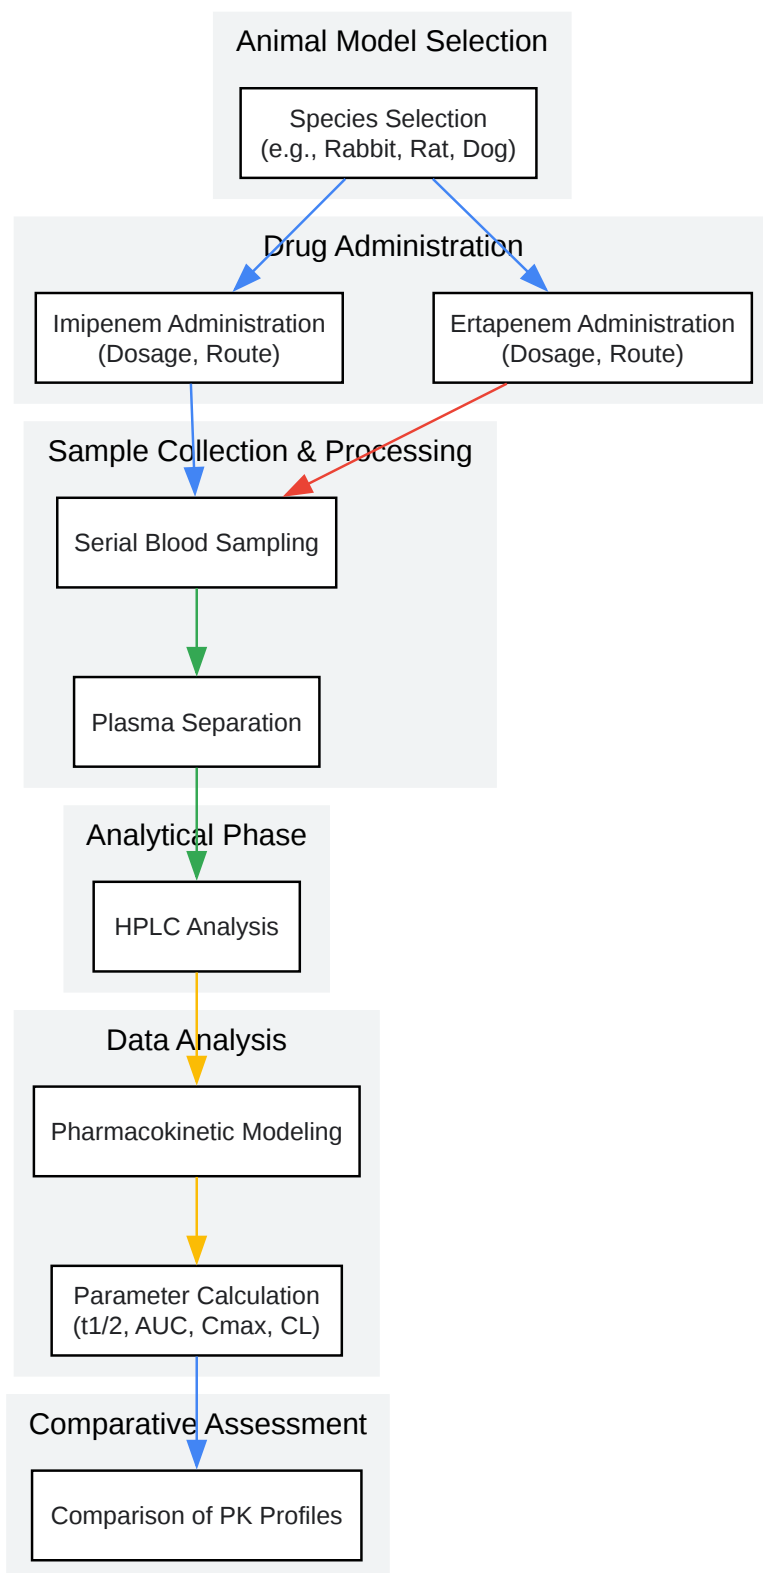 Animal Model Selection
Species Selection
(e.g., Rabbit, Rat, Dog)
Drug Administration
Imipenem Administration
(Dosage, Route)
Ertapenem Administration
(Dosage, Route)
Sample Collection & Processing
Serial Blood Sampling
Plasma Separation
Analytical Phase
HPLC Analysis
Data Analysis
Pharmacokinetic Modeling
Parameter Calculation
(t1/2, AUC, Cmax, CL)
Comparative Assessment
Comparison of PK Profiles